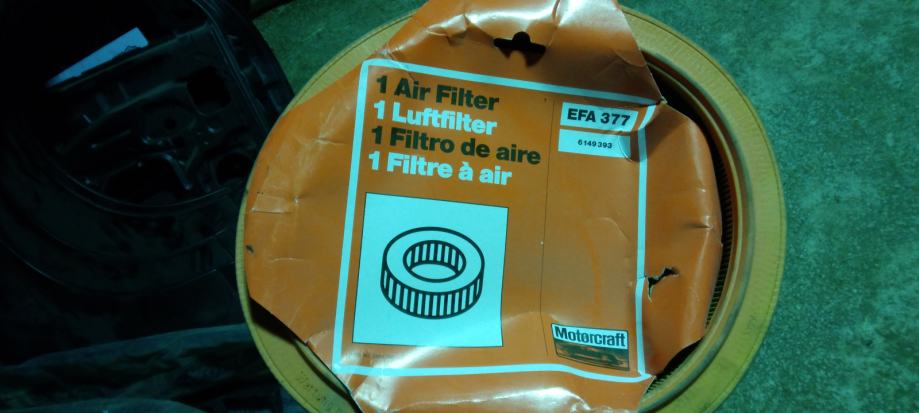 1 Air Filter
1 Luftfilter
1 Filtro de aire
1 Filtre à air
EFA 377
6149393
Motorcraft